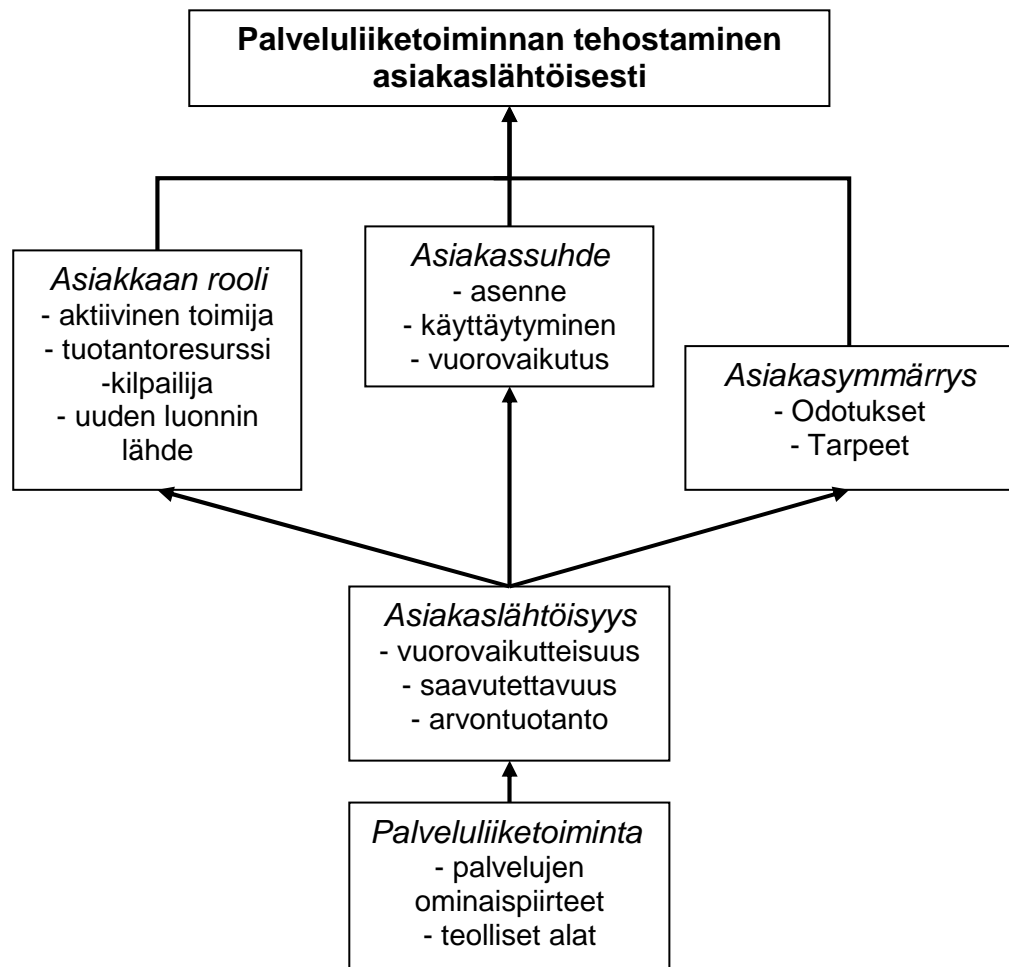 Palveluliiketoiminnan tehostaminen
asiakaslähtöisesti
Asiakkaan rooli
- aktiivinen toimija
- tuotantoresurssi
-kilpailija
- uuden luonnin
lähde
Asiakassuhde
- asenne
- käyttäytyminen
- vuorovaikutus
Asiakasymmärrys
- Odotukset
- Tarpeet
Asiakaslähtöisyys
- vuorovaikutteisuus
- saavutettavuus
- arvontuotanto
Palveluliiketoiminta
- palvelujen
ominaispiirteet
- teolliset alat